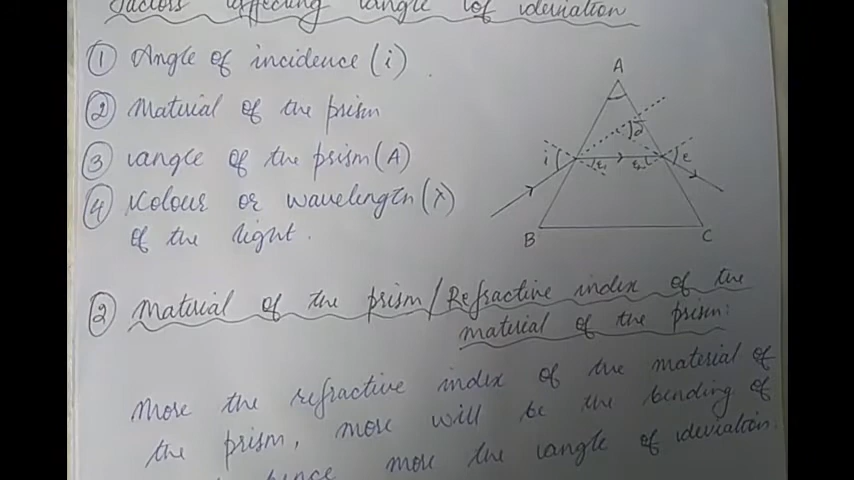 factors affecting angle of deviation
① Angle of incidence (i)
② Material of the prism
③ angle of the prism (A)
④ Colour or wavelength (λ)
of the light.
A
i
r₁
r₂
e
B
C
② Material of the prism / Refractive index of the
material of the prism:
More the refractive index of the material of
the prism, more will be the bending of
hence more the angle of deviation.